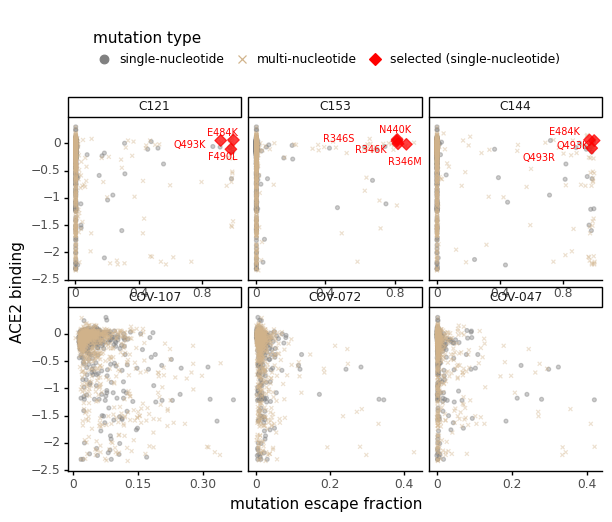 mutation type
single-nucleotide multi-nucleotide selected (single-nucleotide)
C121 C153 C144
E484K
Q493K
F490L
N440K
R346S
R346K
R346M
E484K
Q493K
Q493R
0
−0.5
−1
−1.5
−2
−2.5
0 0.4 0.8 0 0.4 0.8 0 0.4 0.8
COV-107 COV-072 COV-047
0
−0.5
−1
−1.5
−2
−2.5
0 0.15 0.30 0 0.2 0.4 0 0.2 0.4
ACE2 binding
mutation escape fraction